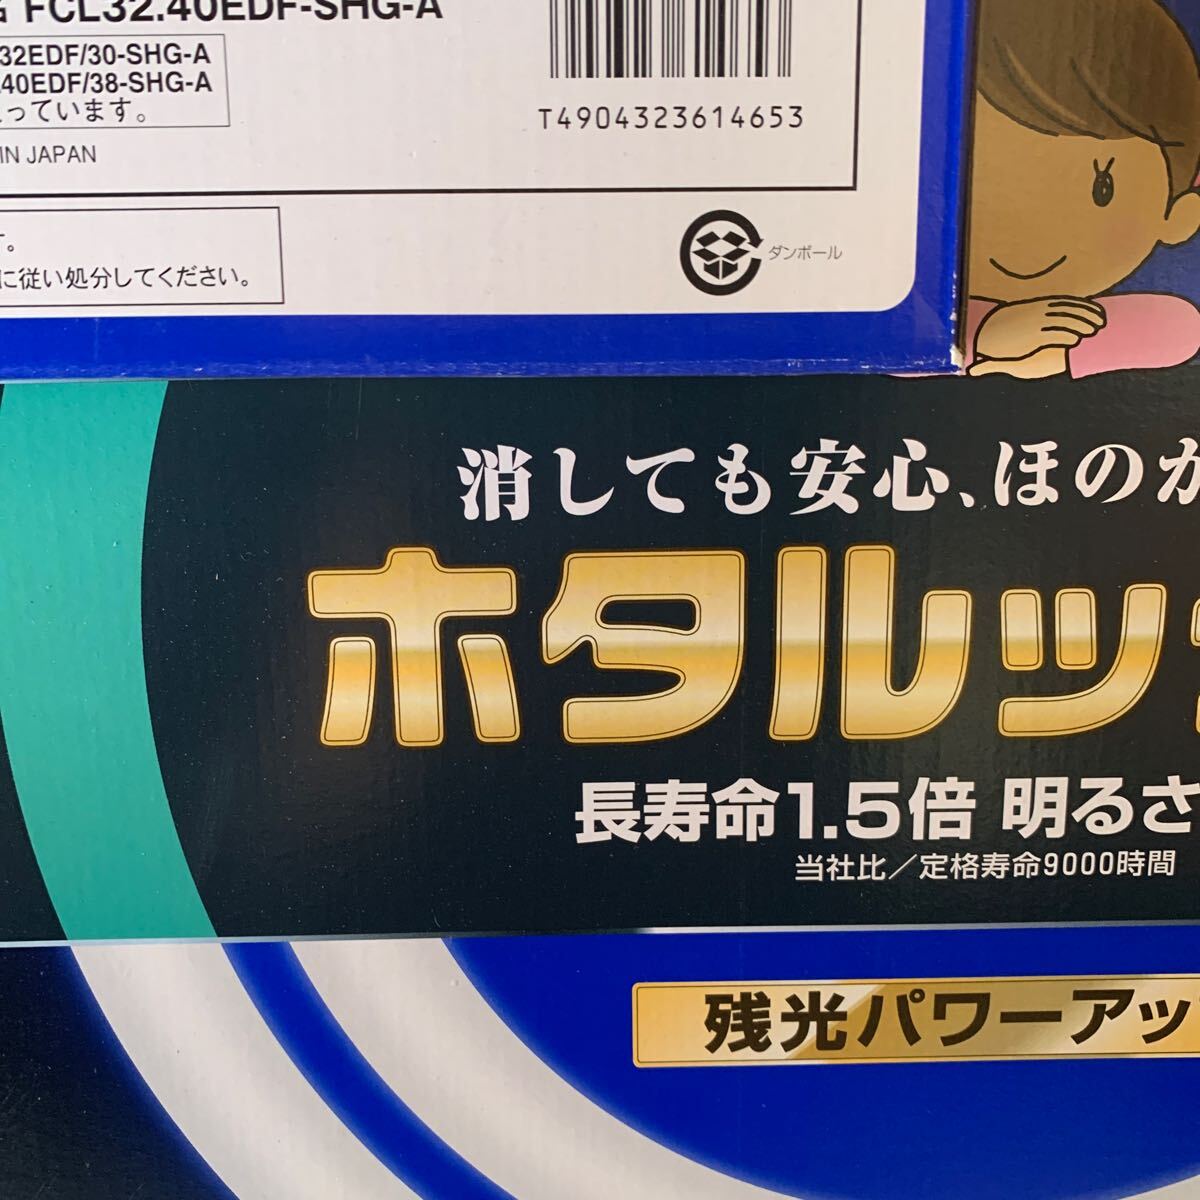 FCL32.40EDF-SHG-A
32EDF/30-SHG-A
40EDF/38-SHG-A
っています。
IN JAPAN
T4904323614653
す。
に従い処分してください。
ダンボール
消しても安心、ほのか
ホタルック
長寿命1.5倍 明るさ
当社比／定格寿命9000時間
残光パワーアッ